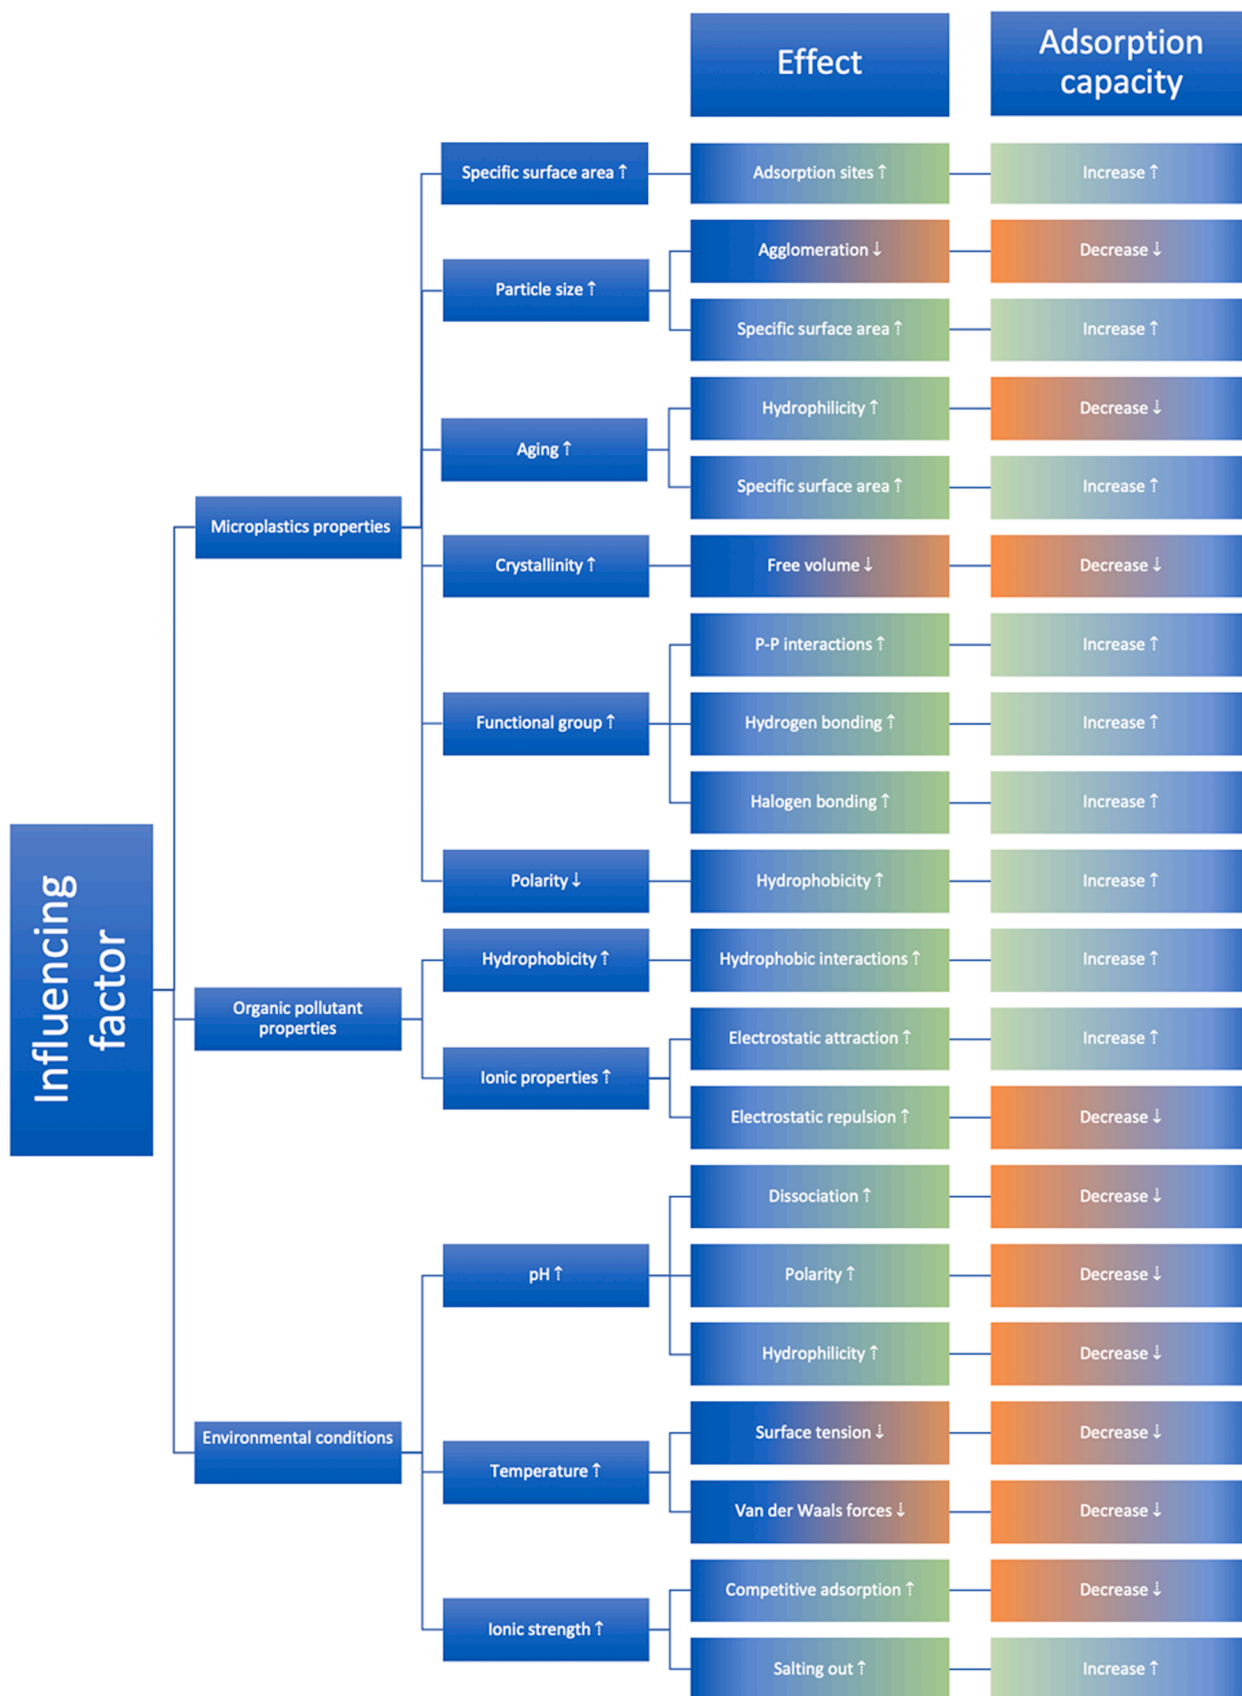 Effect
Adsorption
capacity
Specific surface area ↑
Adsorption sites ↑
Increase ↑
Particle size ↑
Agglomeration ↓
Decrease ↓
Specific surface area ↑
Increase ↑
Aging ↑
Hydrophilicity ↑
Decrease ↓
Specific surface area ↑
Increase ↑
Microplastics properties
Crystallinity ↑
Free volume ↓
Decrease ↓
Functional group ↑
P-P interactions ↑
Increase ↑
Hydrogen bonding ↑
Increase ↑
Halogen bonding ↑
Increase ↑
Polarity ↓
Hydrophobicity ↑
Increase ↑
Influencing
factor
Organic pollutant
properties
Hydrophobicity ↑
Hydrophobic interactions ↑
Increase ↑
Ionic properties ↑
Electrostatic attraction ↑
Increase ↑
Electrostatic repulsion ↑
Decrease ↓
Environmental conditions
pH ↑
Dissociation ↑
Decrease ↓
Polarity ↑
Decrease ↓
Hydrophilicity ↑
Decrease ↓
Temperature ↑
Surface tension ↓
Decrease ↓
Van der Waals forces ↓
Decrease ↓
Ionic strength ↑
Competitive adsorption ↑
Decrease ↓
Salting out ↑
Increase ↑